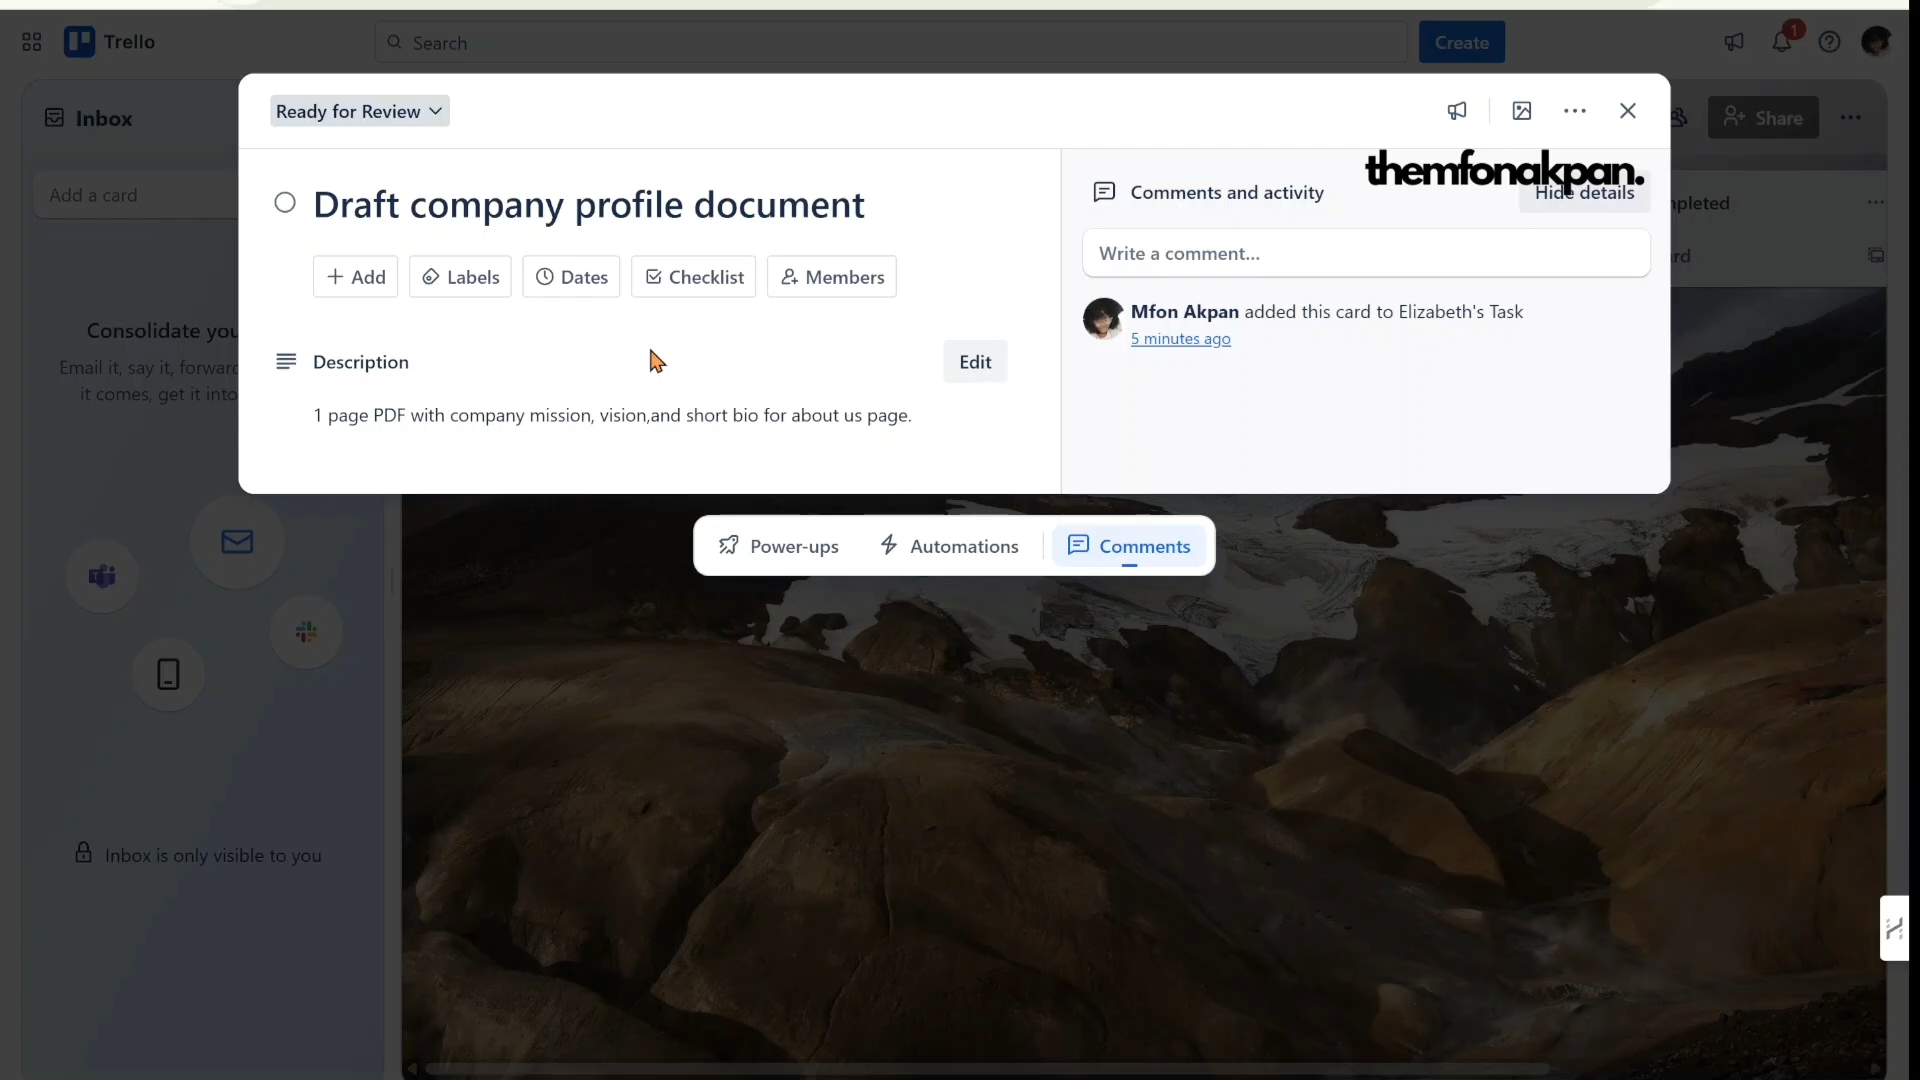 Trello
Search
Create
1
Inbox
Share
Ready for Review
themfonakpan.
Add a card
Draft company profile document
Comments and activity
Hide details
Write a comment...
Add
Labels
Dates
Checklist
Members
Mfon Akpan added this card to Elizabeth's Task
5 minutes ago
Consolidate you
Email it, say it, forward
it comes, get it into
Description
Edit
1 page PDF with company mission, vision,and short bio for about us page.
Power-ups
Automations
Comments
Inbox is only visible to you